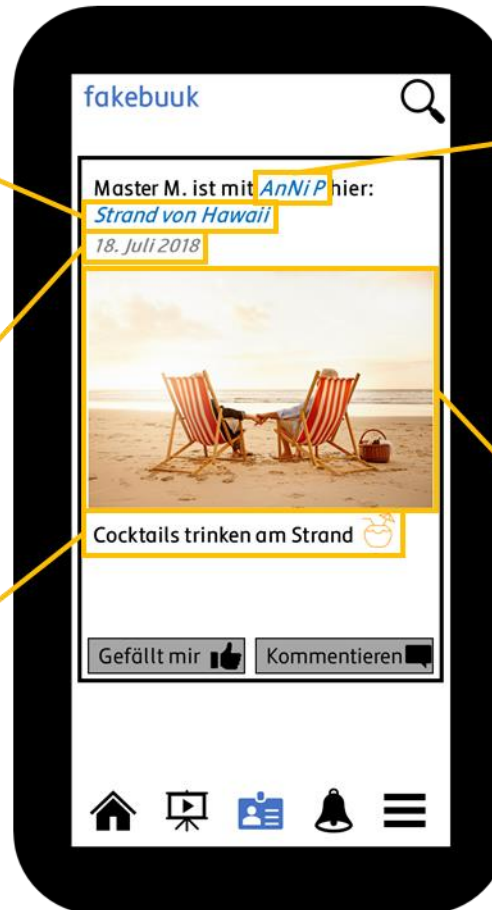 fakebuuk
Master M. ist mit AnNi P hier:
Strand von Hawaii
18. Juli 2018
Cocktails trinken am Strand
Gefällt mir
Kommentieren